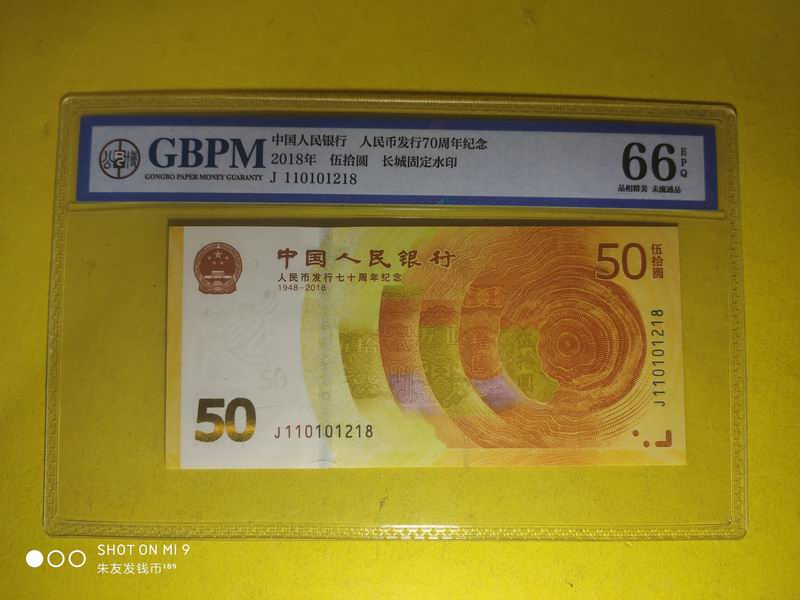 GBPM
GONGBO PAPER MONEY GUARANTY
中国人民银行 人民币发行70周年纪念
2018年 伍拾圆 长城固定水印
J 110101218
66
EPQ
品相精美 未流通品
中国人民银行
人民币发行七十周年纪念
1948-2018
50
伍拾圆
50
50
J110101218
J110101218
SHOT ON MI 9
朱友发钱币189